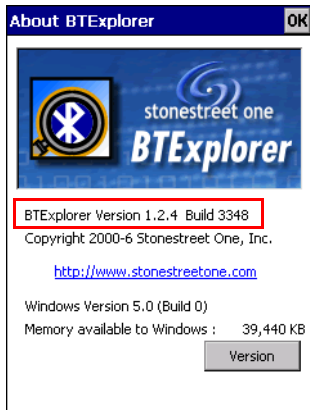 About BTExplorer OK
stonestreet one
BTExplorer
BTExplorer Version 1.2.4 Build 3348
Copyright 2000-6 Stonestreet One, Inc.
http://www.stonestreetone.com
Windows Version 5.0 (Build 0)
Memory available to Windows : 39,440 KB
Version